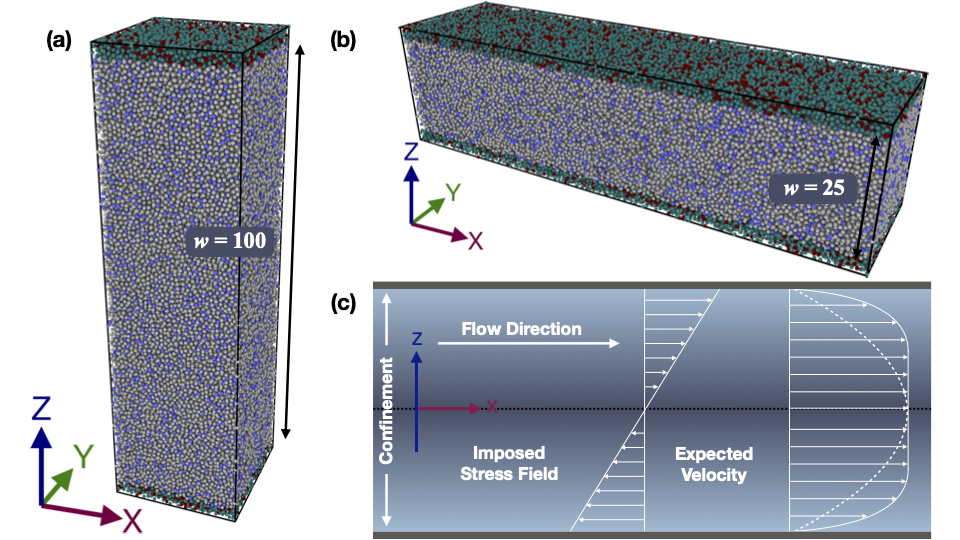 (a)
w = 100
Z
Y
X
(b)
Z
Y
X
w = 25
(c)
Confinement
Flow Direction
Z
X
Imposed
Stress Field
Expected
Velocity